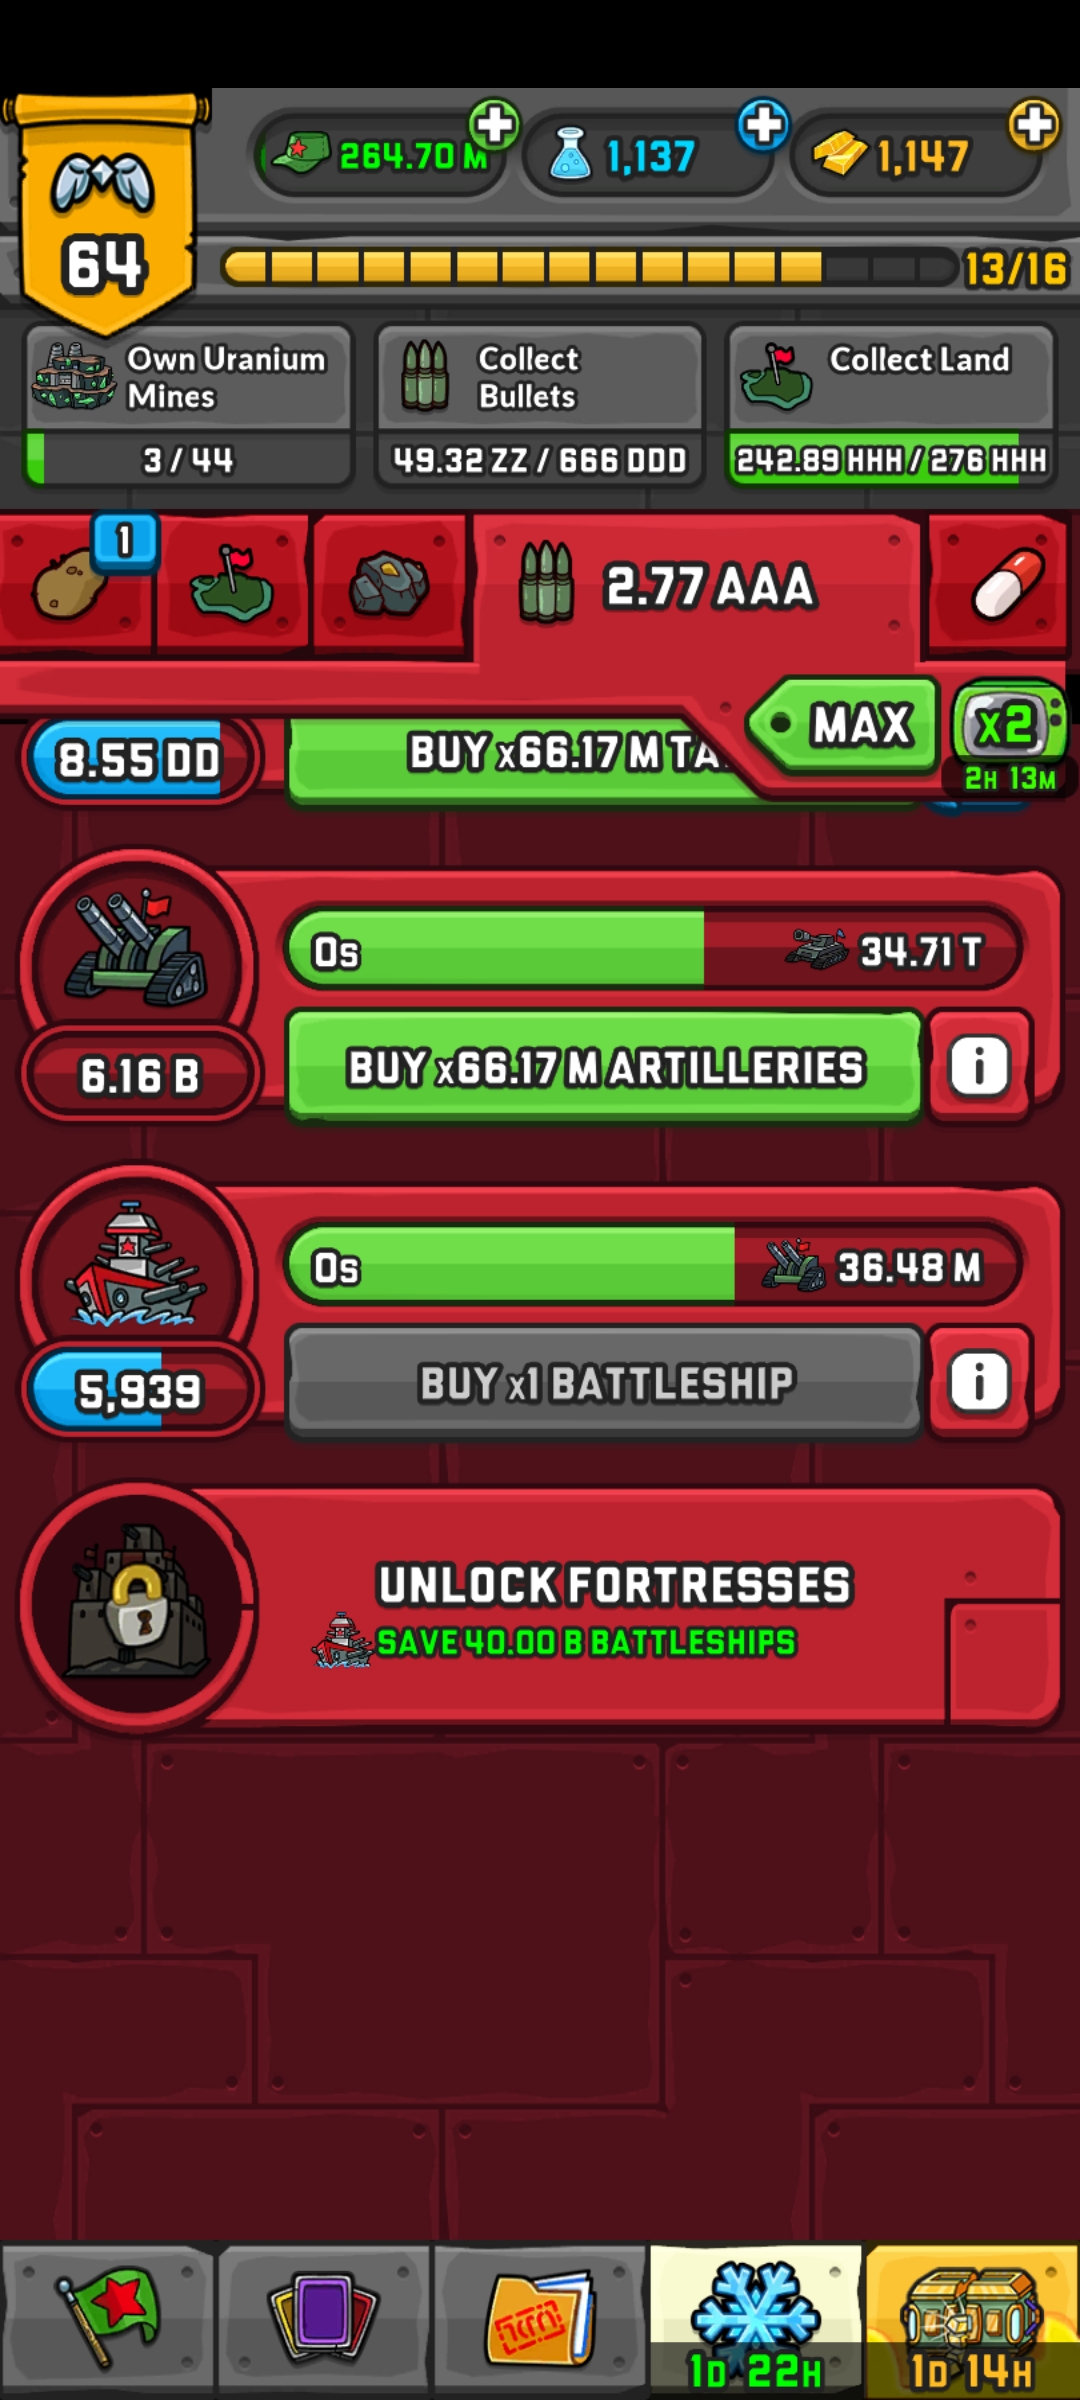 264.70 M
1,137
1,147
64
13/16
Own Uranium
Mines
3 / 44
Collect
Bullets
49.32 ZZ / 666 DDD
Collect Land
242.89 HHH / 276 HHH
1
2.77 AAA
MAX
x2
2H 13M
8.55 DD
BUY x66.17 M
0s
34.71 T
6.16 B
BUY x66.17 M ARTILLERIES
i
0s
36.48 M
5,939
BUY x1 BATTLESHIP
i
UNLOCK FORTRESSES
SAVE 40.00 B BATTLESHIPS
1D 22H
1D 14H